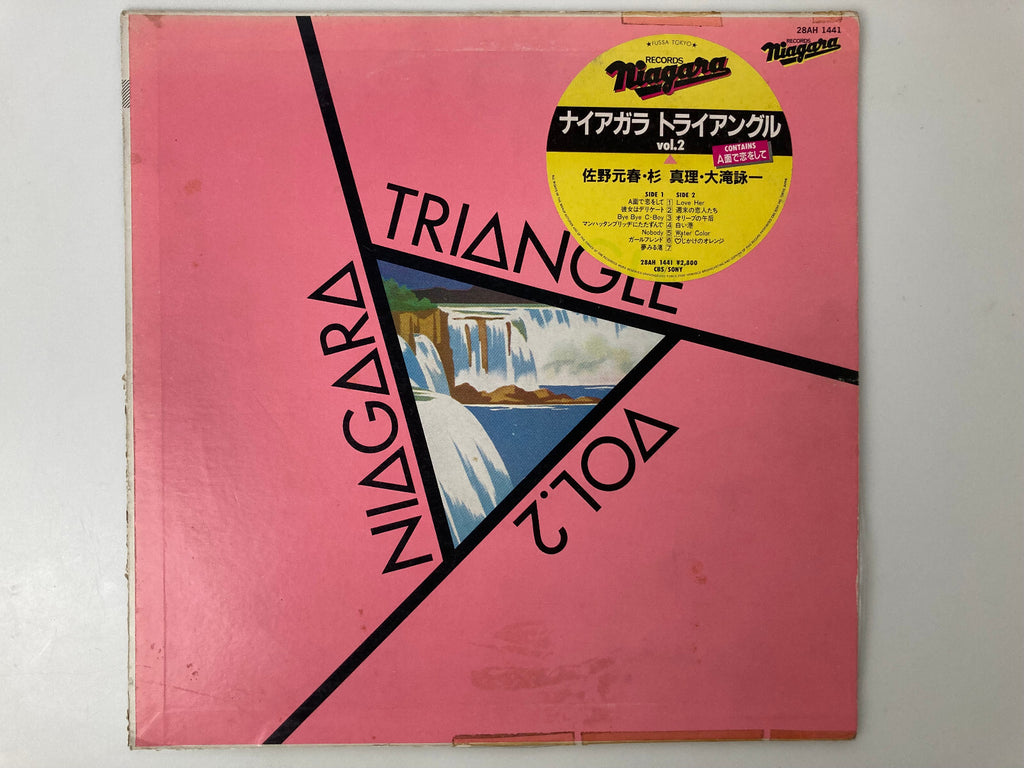 28AH 1441
RECORDS
Niagara
★FUSSA TOKYO★
RECORDS
Niagara
ナイアガラ トライアングル
vol.2
CONTAINS
A面で恋をして
佐野元春・杉 真理・大滝詠一
SIDE 1 SIDE 2
A面で恋をして 1 Love Her
彼女はデリケート 2 週末の恋人たち
Bye Bye C-Boy 3 オリーブの午后
マンハッタンブリッヂにたたずんで 4 白い港
Nobody 5 Water Color
ガールフレンド 6 ♡じかけのオレンジ
夢みる渚 7
28AH 1441 ¥2,800
CBS/SONY
NIAGARA
TRIANGLE
VOL.2